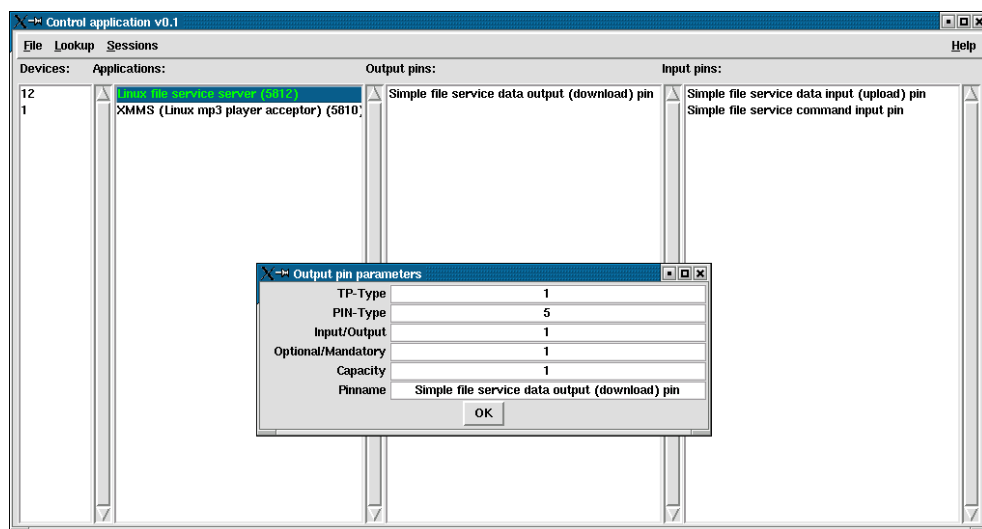 Control application v0.1
File Lookup Sessions Help
Devices: Applications: Output pins: Input pins:
12 Linux file service server (5812) Simple file service data output (download) pin Simple file service data input (upload) pin
1 XMMS (Linux mp3 player acceptor) (5810) Simple file service command input pin
Output pin parameters
TP-Type 1
PIN-Type 5
Input/Output 1
Optional/Mandatory 1
Capacity 1
Pinname Simple file service data output (download) pin
OK